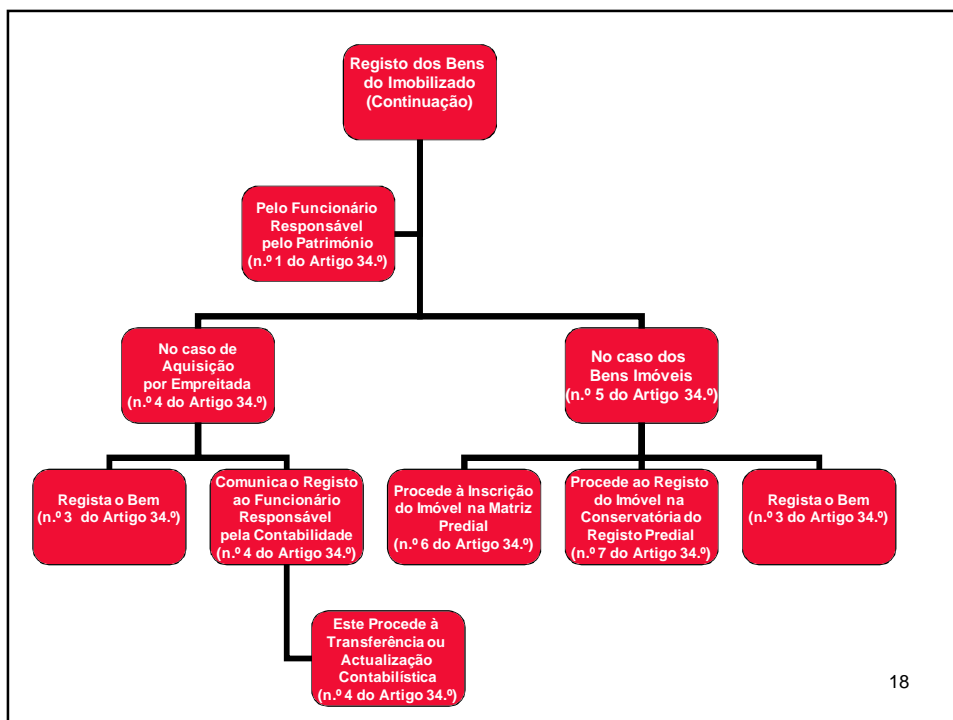 Registo dos Bens
do Imobilizado
(Continuação)
Pelo Funcionário
Responsável
pelo Património
(n.º 1 do Artigo 34.º)
No caso de
Aquisição
por Empreitada
(n.º 4 do Artigo 34.º)
No caso dos
Bens Imóveis
(n.º 5 do Artigo 34.º)
Regista o Bem
(n.º 3 do Artigo 34.º)
Comunica o Registo
ao Funcionário
Responsável
pela Contabilidade
(n.º 4 do Artigo 34.º)
Procede à Inscrição
do Imóvel na Matriz
Predial
(n.º 6 do Artigo 34.º)
Procede ao Registo
do Imóvel na
Conservatória do
Registo Predial
(n.º 7 do Artigo 34.º)
Regista o Bem
(n.º 3 do Artigo 34.º)
Este Procede à
Transferência ou
Actualização
Contabilística
(n.º 4 do Artigo 34.º)
18